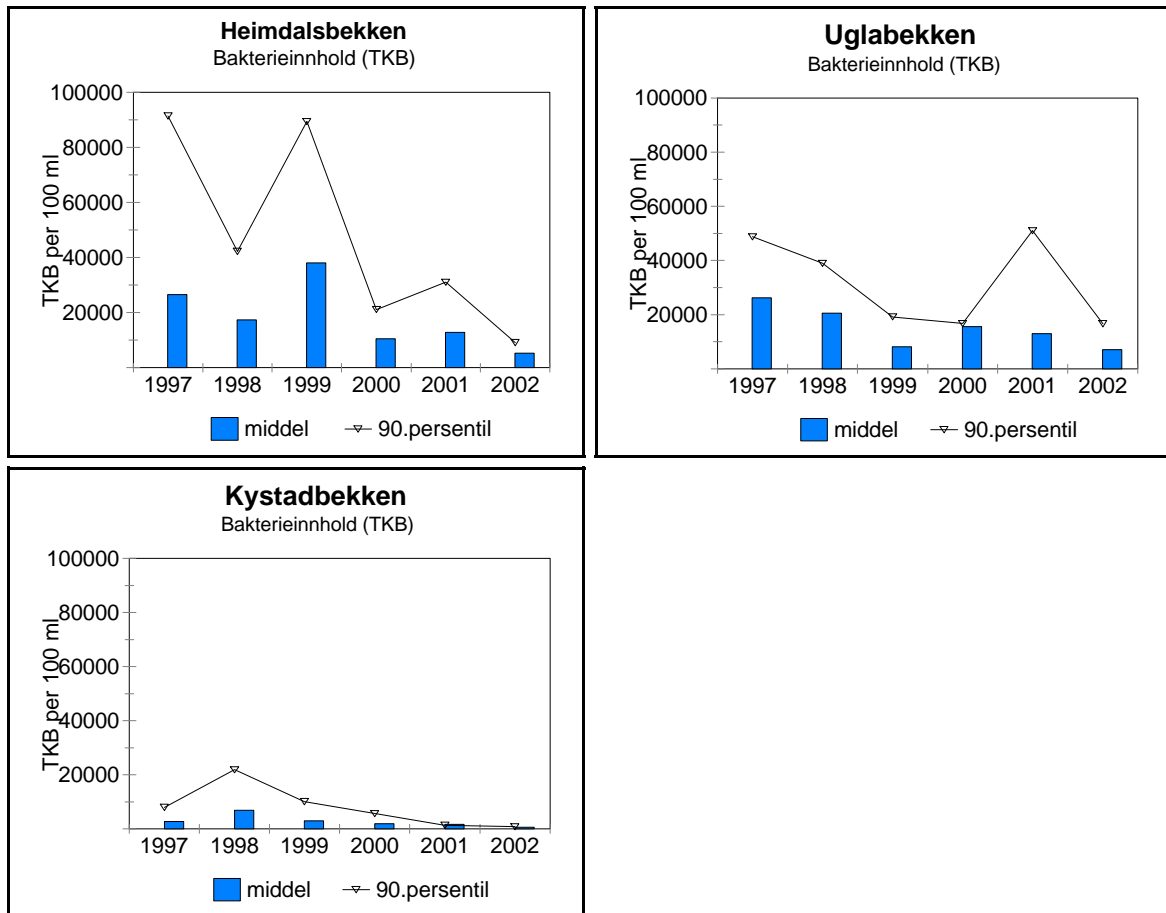 Heimdalsbekken
Bakterieinnhold (TKB)
TKB per 100 ml
100000
80000
60000
40000
20000
1997 1998 1999 2000 2001 2002
middel 90.persentil
Uglabekken
Bakterieinnhold (TKB)
TKB per 100 ml
100000
80000
60000
40000
20000
1997 1998 1999 2000 2001 2002
middel 90.persentil
Kystadbekken
Bakterieinnhold (TKB)
TKB per 100 ml
100000
80000
60000
40000
20000
1997 1998 1999 2000 2001 2002
middel 90.persentil